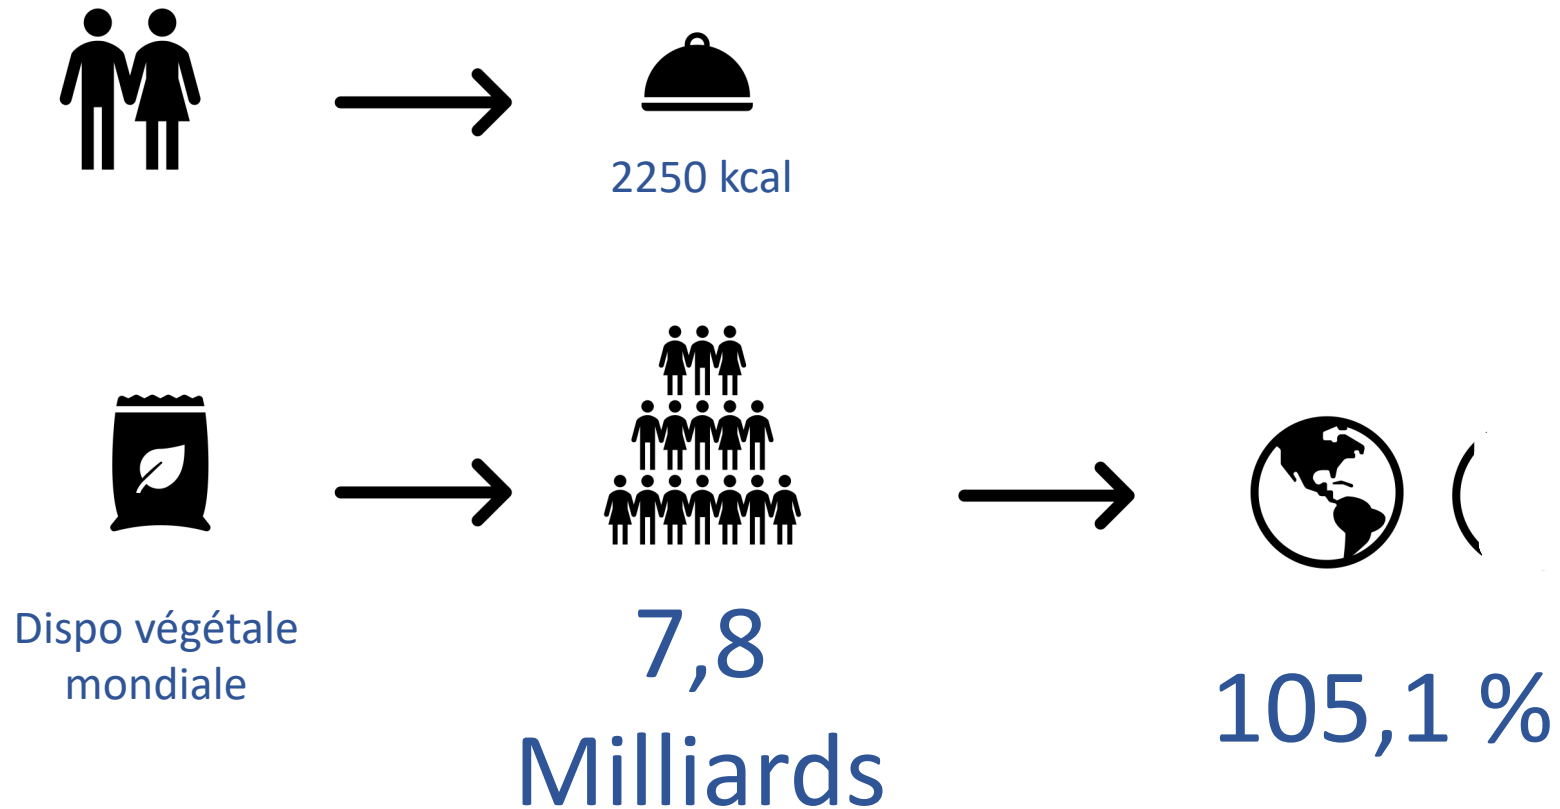 2250 kcal
Dispo végétale
mondiale
7,8
Milliards
105,1 %